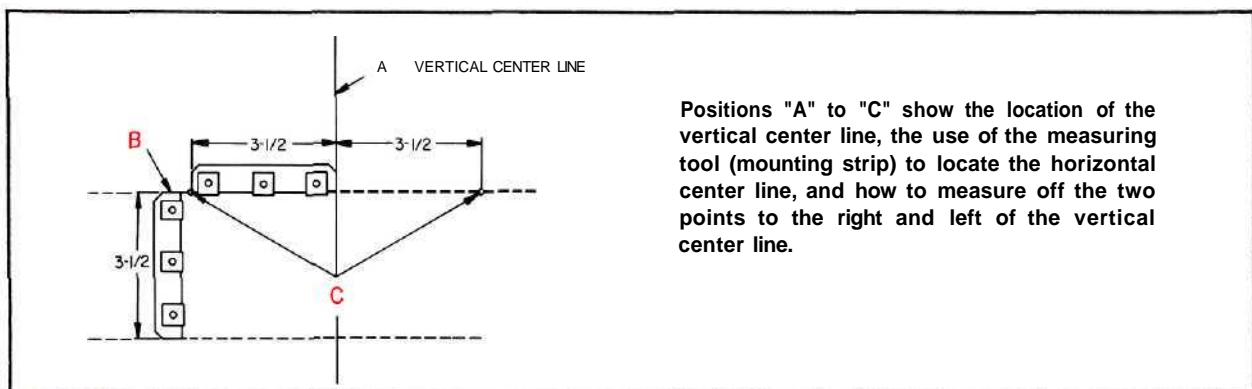 A VERTICAL CENTER LINE
B
3-1/2
3-1/2
3-1/2
C
Positions "A" to "C" show the location of the
vertical center line, the use of the measuring
tool (mounting strip) to locate the horizontal
center line, and how to measure off the two
points to the right and left of the vertical
center line.